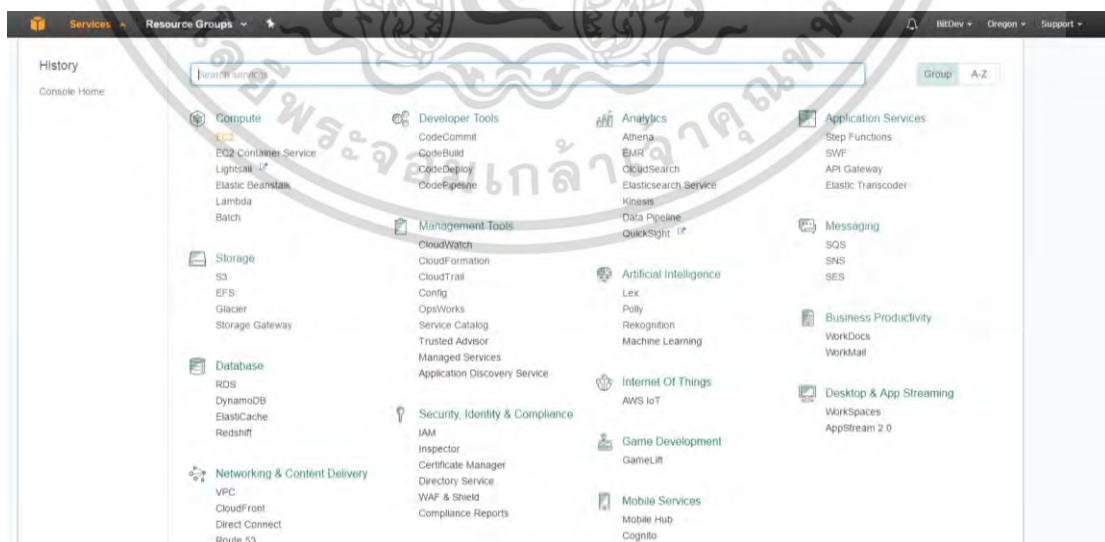 Services Resource Groups BitDev Oregon Support
History
Console Home
Search services
Group A-Z
Compute
EC2
EC2 Container Service
Lightsail
Elastic Beanstalk
Lambda
Batch
Storage
S3
EFS
Glacier
Storage Gateway
Database
RDS
DynamoDB
ElastiCache
Redshift
Networking & Content Delivery
VPC
CloudFront
Direct Connect
Route 53
Developer Tools
CodeCommit
CodeBuild
CodeDeploy
CodePipeline
Management Tools
CloudWatch
CloudFormation
CloudTrail
Config
OpsWorks
Service Catalog
Trusted Advisor
Managed Services
Application Discovery Service
Security, Identity & Compliance
IAM
Inspector
Certificate Manager
Directory Service
WAF & Shield
Compliance Reports
Analytics
Athena
EMR
CloudSearch
Elasticsearch Service
Kinesis
Data Pipeline
QuickSight
Artificial Intelligence
Lex
Polly
Rekognition
Machine Learning
Internet Of Things
AWS IoT
Game Development
GameLift
Mobile Services
Mobile Hub
Cognito
Application Services
Step Functions
SWF
API Gateway
Elastic Transcoder
Messaging
SQS
SNS
SES
Business Productivity
WorkDocs
WorkMail
Desktop & App Streaming
WorkSpaces
AppStream 2.0